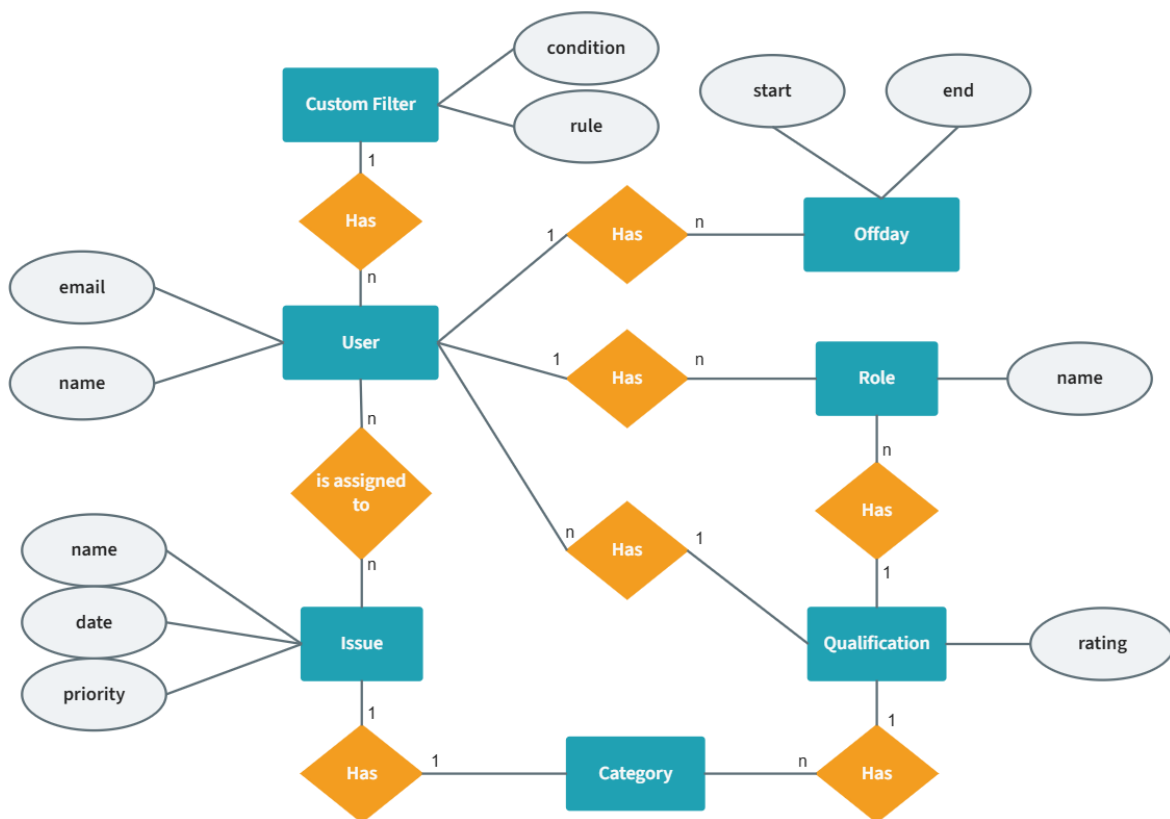 condition
Custom Filter
start
end
rule
1
Has
1
Has
n
Offday
n
email
User
1
Has
n
Role
name
name
n
n
is assigned
to
n
Has
1
Has
name
n
1
date
Issue
Qualification
rating
priority
1
1
Has
1
Category
n
Has